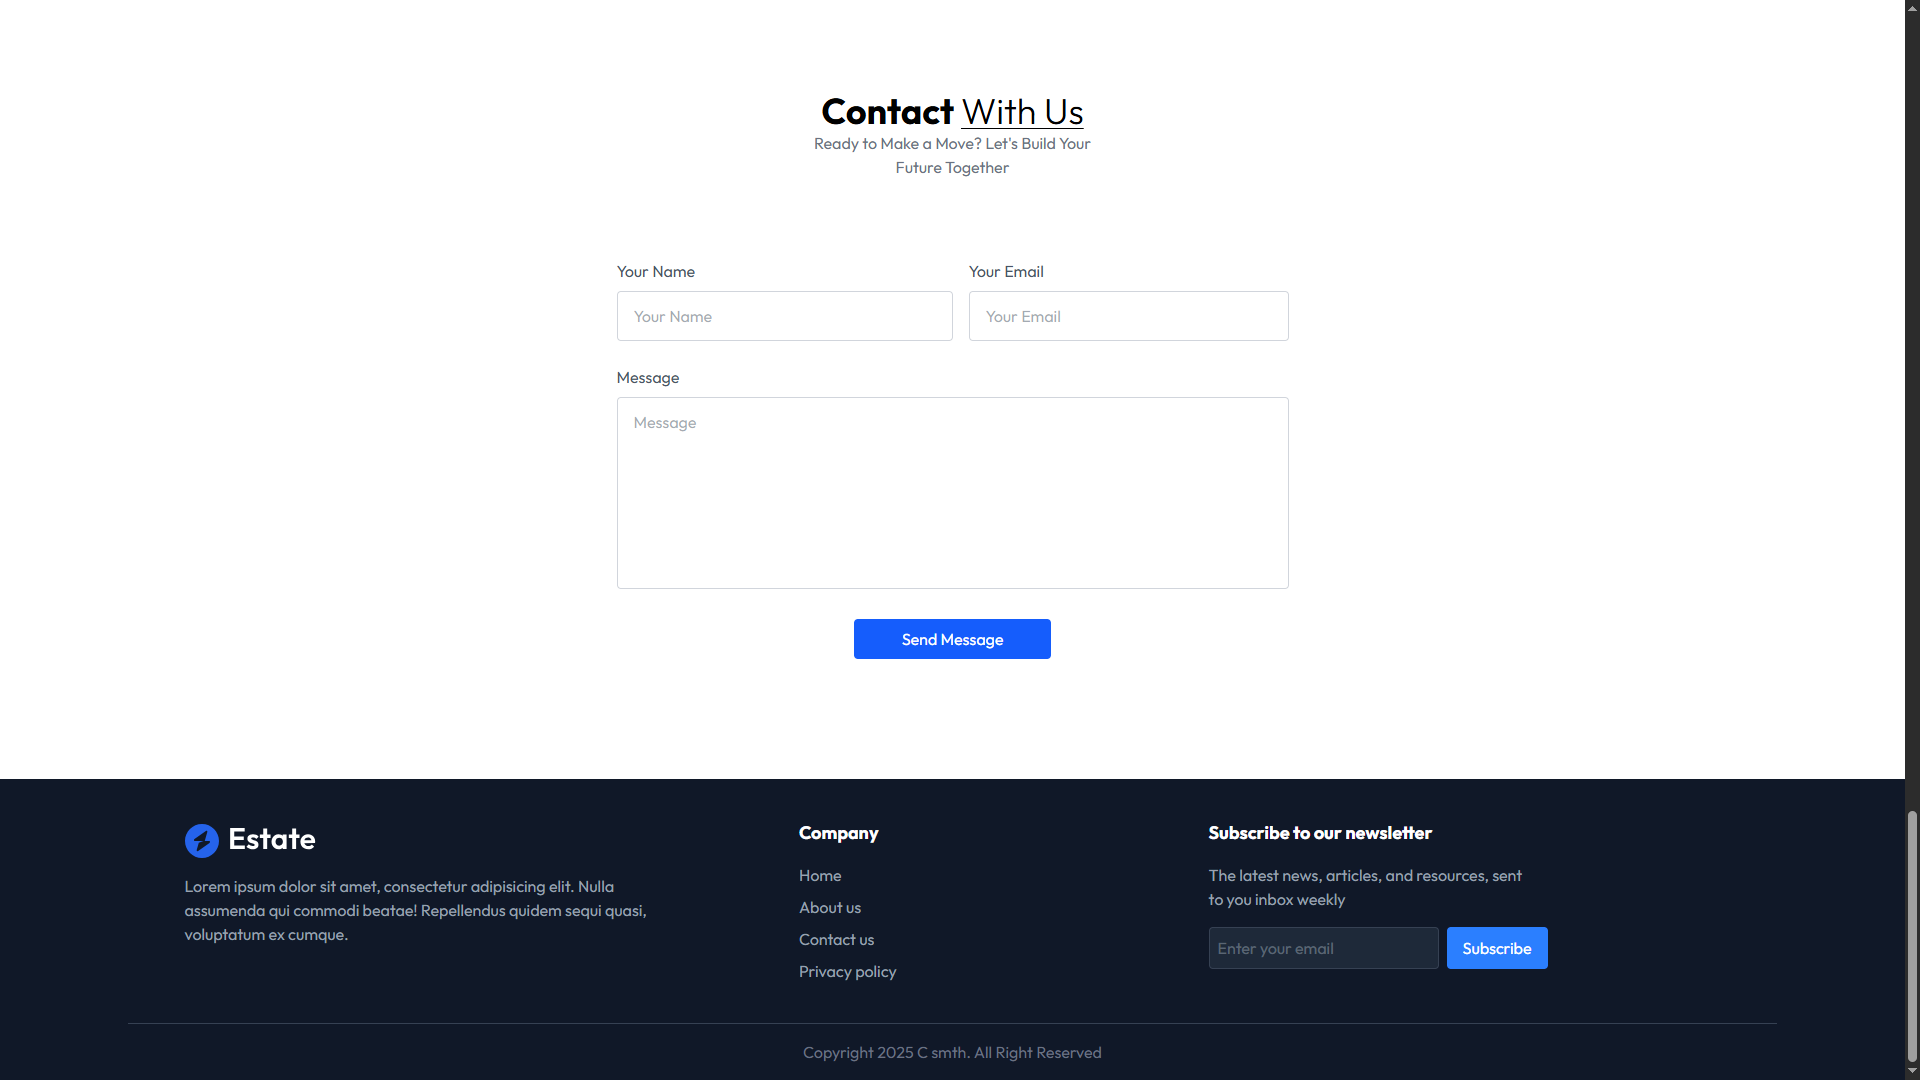 Contact With Us
Ready to Make a Move? Let's Build Your
Future Together
Your Name
Your Email
Your Name
Your Email
Message
Message
Send Message
Estate
Lorem ipsum dolor sit amet, consectetur adipisicing elit. Nulla
assumenda qui commodi beatae! Repellendus quidem sequi quasi,
voluptatum ex cumque.
Company
Home
About us
Contact us
Privacy policy
Subscribe to our newsletter
The latest news, articles, and resources, sent
to you inbox weekly
Enter your email
Subscribe
Copyright 2025 C smth. All Right Reserved